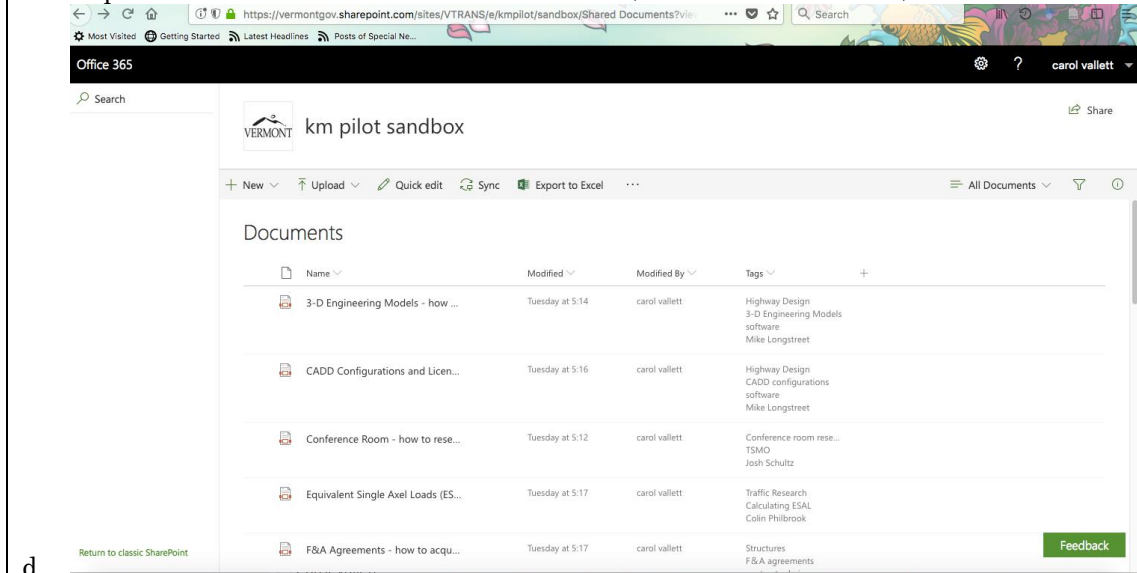 https://vermontgov.sharepoint.com/sites/VTRANS/e/kmpilot/sandbox/Shared Documents?vie
Search
Most Visited Getting Started Latest Headlines Posts of Special Ne...
Office 365
? carol vallett
Search
VERMONT
km pilot sandbox
Share
+ New Upload Quick edit Sync Export to Excel ...
All Documents
Documents
Name Modified Modified By Tags +
3-D Engineering Models - how ... Tuesday at 5:14 carol vallett Highway Design
3-D Engineering Models
software
Mike Longstreet
CADD Configurations and Licen... Tuesday at 5:16 carol vallett Highway Design
CADD configurations
software
Mike Longstreet
Conference Room - how to rese... Tuesday at 5:12 carol vallett Conference room rese...
TSMO
Josh Schultz
Equivalent Single Axel Loads (ES... Tuesday at 5:17 carol vallett Traffic Research
Calculating ESAL
Colin Philbrook
F&A Agreements - how to acqu... Tuesday at 5:17 carol vallett Structures
F&A agreements
Return to classic SharePoint
Feedback
d